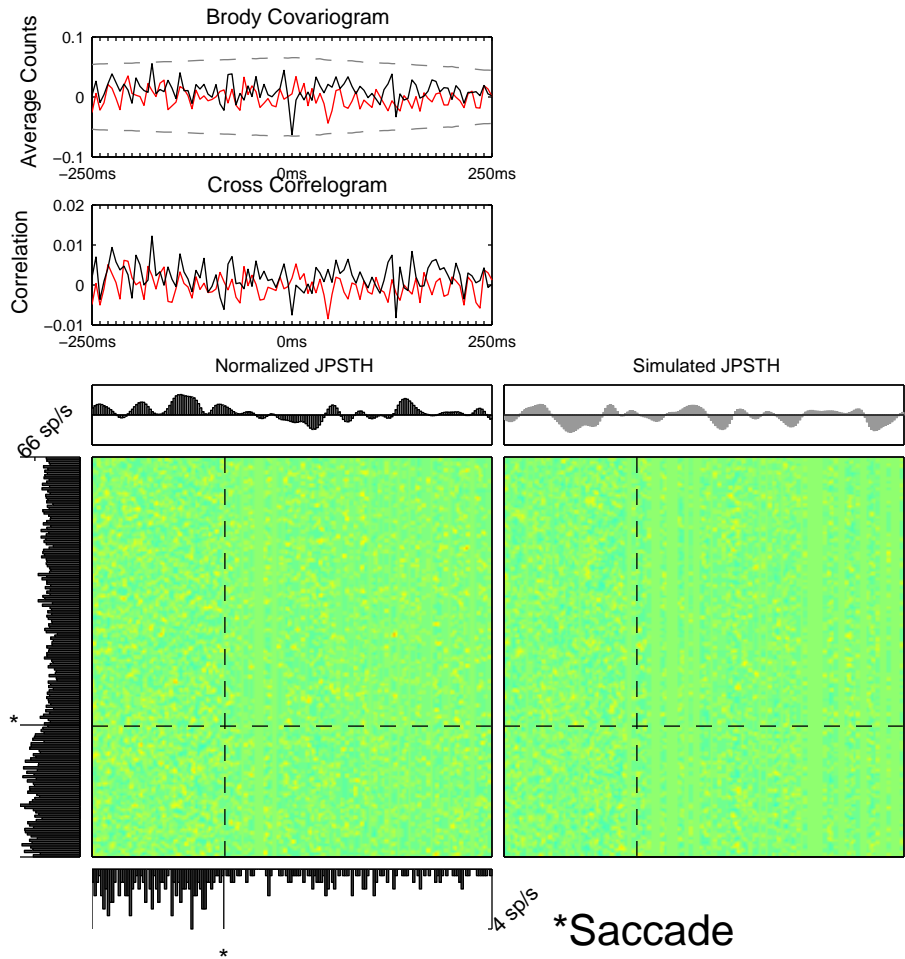 Brody Covariogram
Average Counts
0.1
0
−0.1
−250ms
0ms
250ms
Cross Correlogram
Correlation
0.02
0.01
0
−0.01
−250ms
0ms
250ms
Normalized JPSTH
Simulated JPSTH
66 sp/s
*
4 sp/s
*
*Saccade